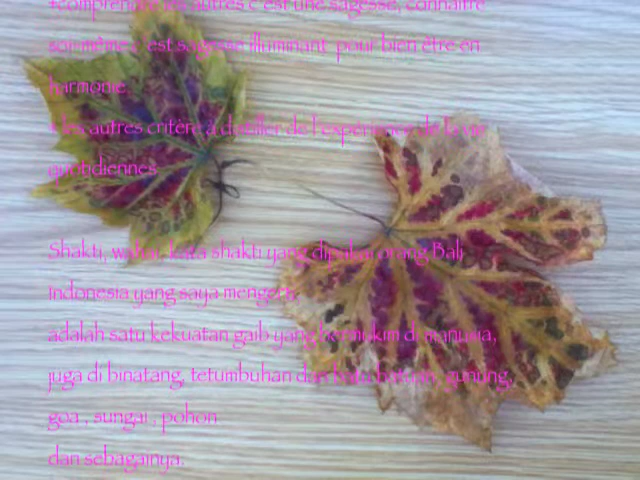 +comprendre les autres c'est une sagesse, connaître
soi-même c'est sagesse illuminant pour bien être en
harmonie.
+ les autres critère à distiller de l'expérience de la vie
quotidiennes
Shakti, wahai, kata shakti yang dipakai orang Bali
Indonesia yang saya mengerti
adalah satu kekuatan gaib yang bermukim di manusia,
juga di binatang, tetumbuhan dan batu batuan, gunung,
goa , sungai , pohon
dan sebagainya.